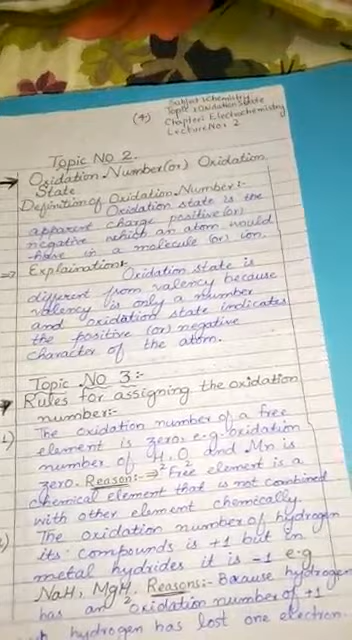 (4)
Subject: Chemistry
Topic: Oxidation State
Chapter: Electrochemistry
Lecture No: 2
Topic NO 2.
→ Oxidation Number (or) Oxidation
State
Definition of Oxidation Number:-
Oxidation state is the
apparent charge positive (or)
negative which an atom would
have in a molecule (or) ion.
⇒ Explaination:-
Oxidation state is
different from valency because
valency is only a number
and oxidation state indicates
the positive (or) negative
character of the atom.
Topic NO 3:-
Rules for assigning the oxidation
number:-
The oxidation number of a free
element is zero. e.g. oxidation
number of H2, O2 and Mn is
zero. Reason:-⇒ Free element is a
chemical element that is not combined
with other element chemically.
The oxidation number of hydrogen
in its compounds is +1 but in
metal hydrides it is -1 e.g
NaH, MgH2. Reasons:- Because hydrogen
has an oxidation number of +1
hydrogen has lost one electron.